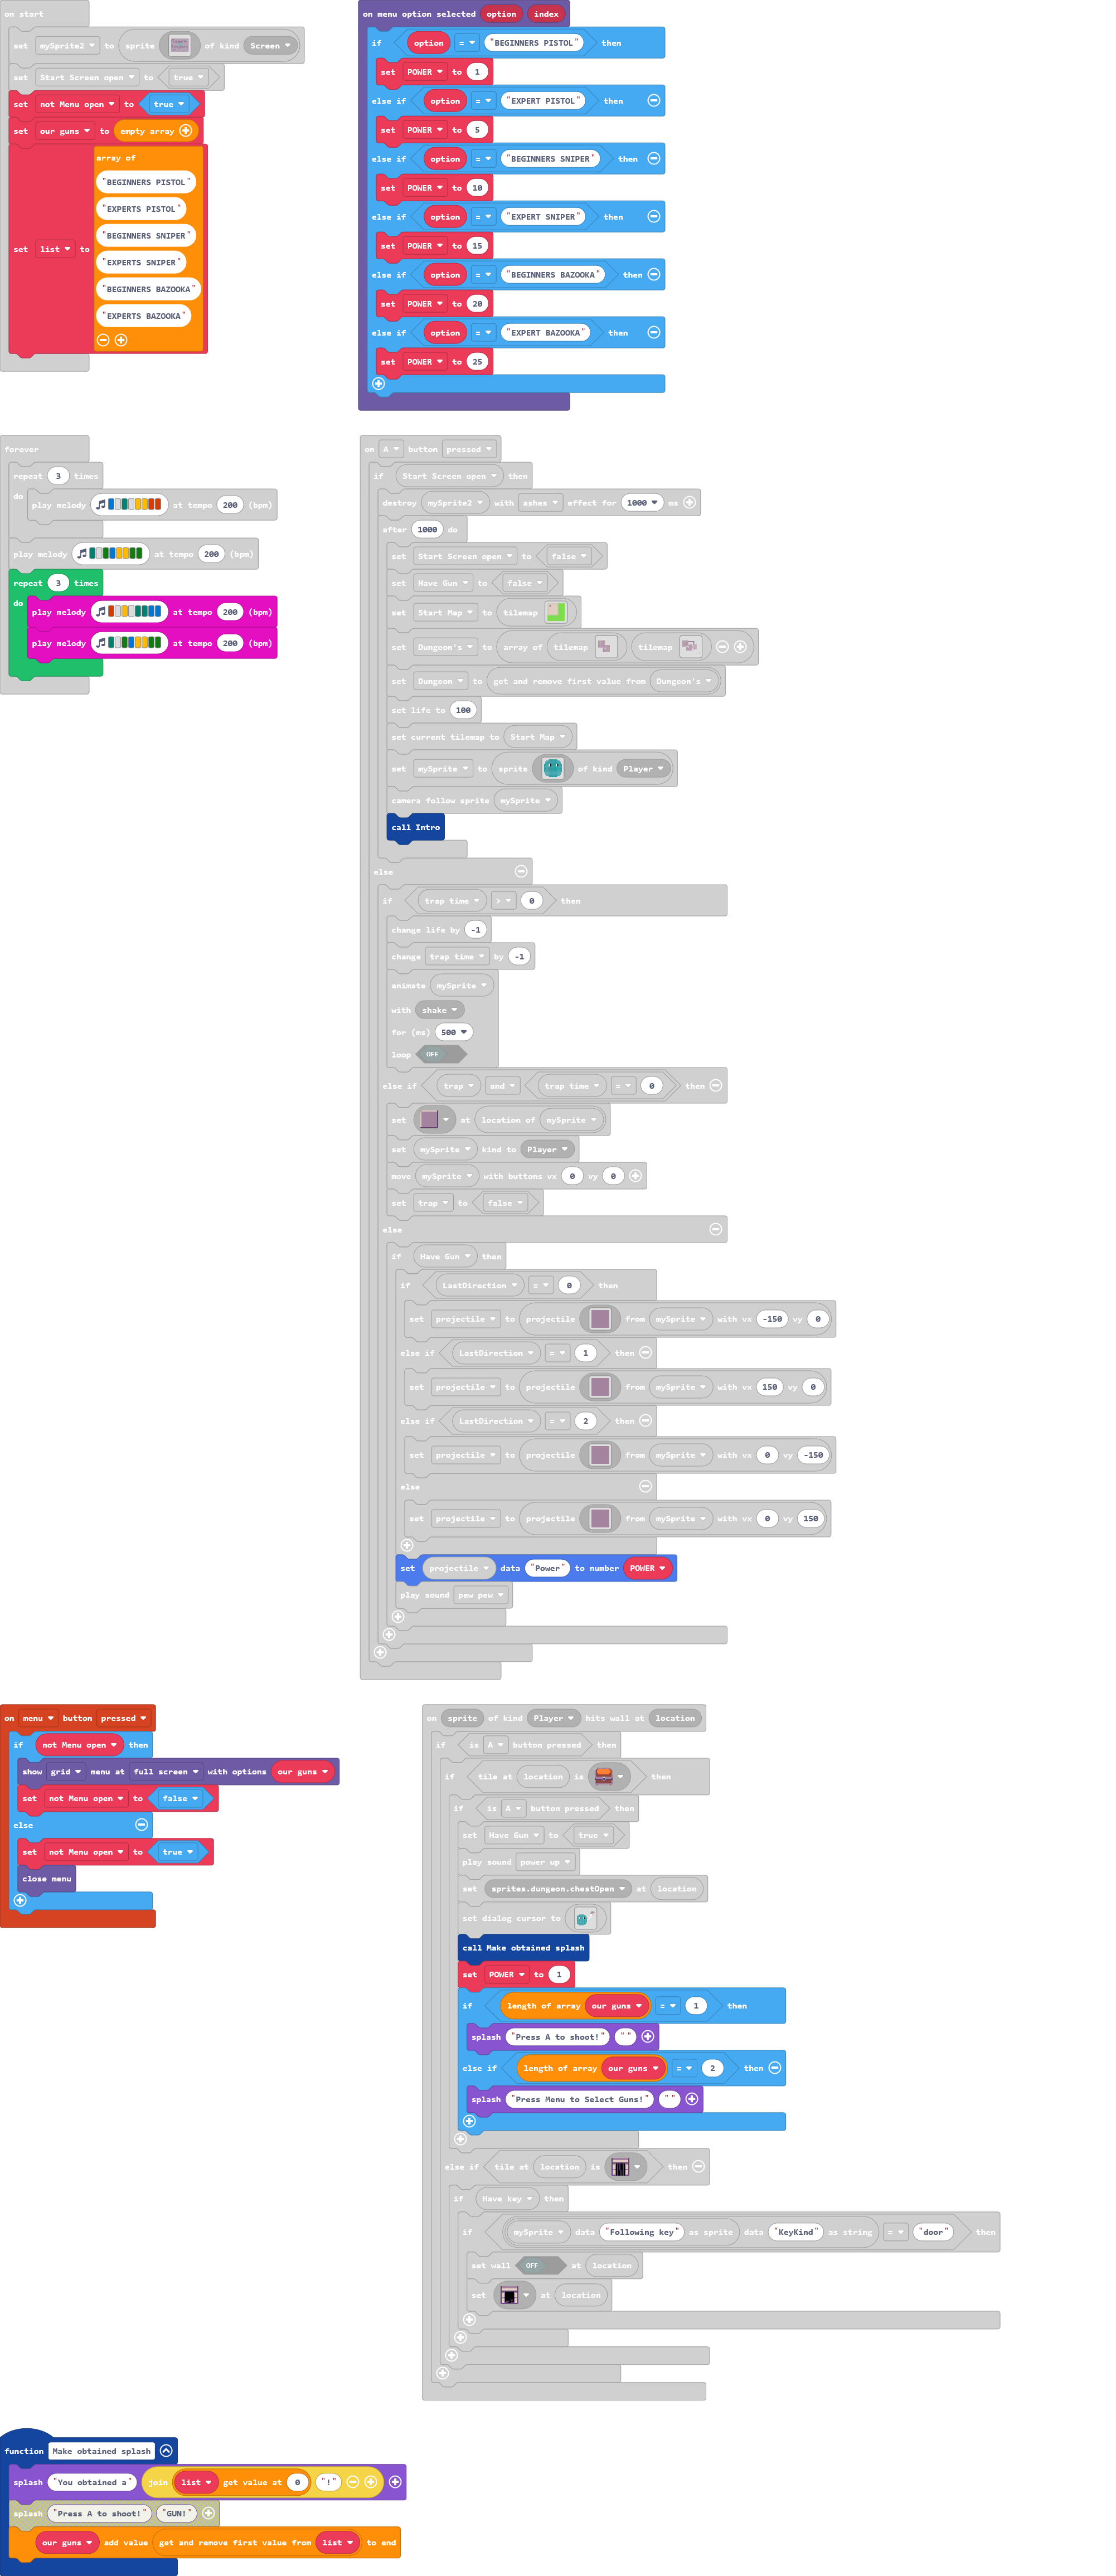 on start
set mySprite2 to sprite of kind Screen
set Start Screen open to true
set not Menu open to true
set our guns to empty array
set list to array of
"BEGINNERS PISTOL"
"EXPERTS PISTOL"
"BEGINNERS SNIPER"
"EXPERTS SNIPER"
"BEGINNERS BAZOOKA"
"EXPERTS BAZOOKA"
on menu option selected option index
if option = "BEGINNERS PISTOL" then
set POWER to 1
else if option = "EXPERT PISTOL" then
set POWER to 5
else if option = "BEGINNERS SNIPER" then
set POWER to 10
else if option = "EXPERT SNIPER" then
set POWER to 15
else if option = "BEGINNERS BAZOOKA" then
set POWER to 20
else if option = "EXPERT BAZOOKA" then
set POWER to 25
forever
repeat 3 times
do
play melody at tempo 200 (bpm)
play melody at tempo 200 (bpm)
repeat 3 times
do
play melody at tempo 200 (bpm)
play melody at tempo 200 (bpm)
on A button pressed
if Start Screen open then
destroy mySprite2 with ashes effect for 1000 ms
after 1000 do
set Start Screen open to false
set Have Gun to false
set Start Map to tilemap
set Dungeon's to array of tilemap tilemap
set Dungeon to get and remove first value from Dungeon's
set life to 100
set current tilemap to Start Map
set mySprite to sprite of kind Player
camera follow sprite mySprite
call Intro
else
if trap time > 0 then
change life by -1
change trap time by -1
animate mySprite
with shake
for (ms) 500
loop OFF
else if trap and trap time = 0 then
set at location of mySprite
set mySprite kind to Player
move mySprite with buttons vx 0 vy 0
set trap to false
else
if Have Gun then
if LastDirection = 0 then
set projectile to projectile from mySprite with vx -150 vy 0
else if LastDirection = 1 then
set projectile to projectile from mySprite with vx 150 vy 0
else if LastDirection = 2 then
set projectile to projectile from mySprite with vx 0 vy -150
else
set projectile to projectile from mySprite with vx 0 vy 150
set projectile data "Power" to number POWER
play sound pew pew
on menu button pressed
if not Menu open then
show grid menu at full screen with options our guns
set not Menu open to false
else
set not Menu open to true
close menu
on sprite of kind Player hits wall at location
if is A button pressed then
if tile at location is then
if is A button pressed then
set Have Gun to true
play sound power up
set sprites.dungeon.chestOpen at location
set dialog cursor to
call Make obtained splash
set POWER to 1
if length of array our guns = 1 then
splash "Press A to shoot!" ""
else if length of array our guns = 2 then
splash "Press Menu to Select Guns!" ""
else if tile at location is then
if Have key then
if mySprite data "Following key" as sprite data "KeyKind" as string = "door" then
set wall OFF at location
set at location
function Make obtained splash
splash "You obtained a" join list get value at 0 "!"
splash "Press A to shoot!" "GUN!"
our guns add value get and remove first value from list to end